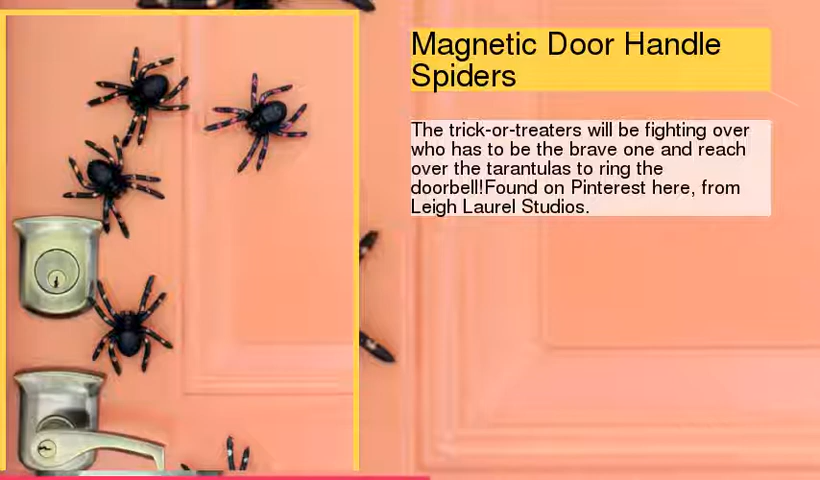 Magnetic Door Handle
Spiders
The trick-or-treaters will be fighting over
who has to be the brave one and reach
over the tarantulas to ring the
doorbell!Found on Pinterest here, from
Leigh Laurel Studios.